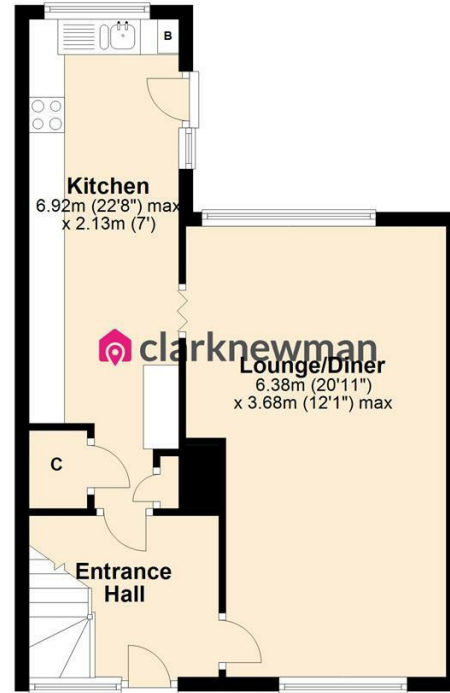 B
Kitchen
6.92m (22'8") max
x 2.13m (7')
clarknewman
Lounge/Diner
6.38m (20'11")
x 3.68m (12'1") max
C
Entrance
Hall